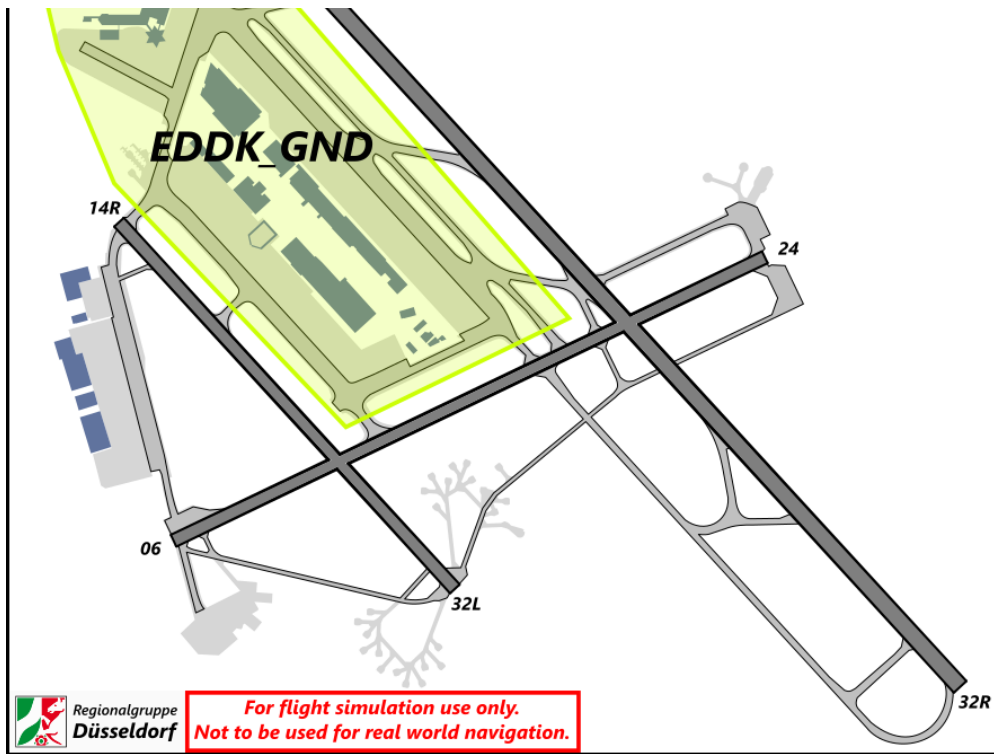 EDDK_GND
14R
24
06
32L
32R
Regionalgruppe
Düsseldorf
For flight simulation use only.
Not to be used for real world navigation.